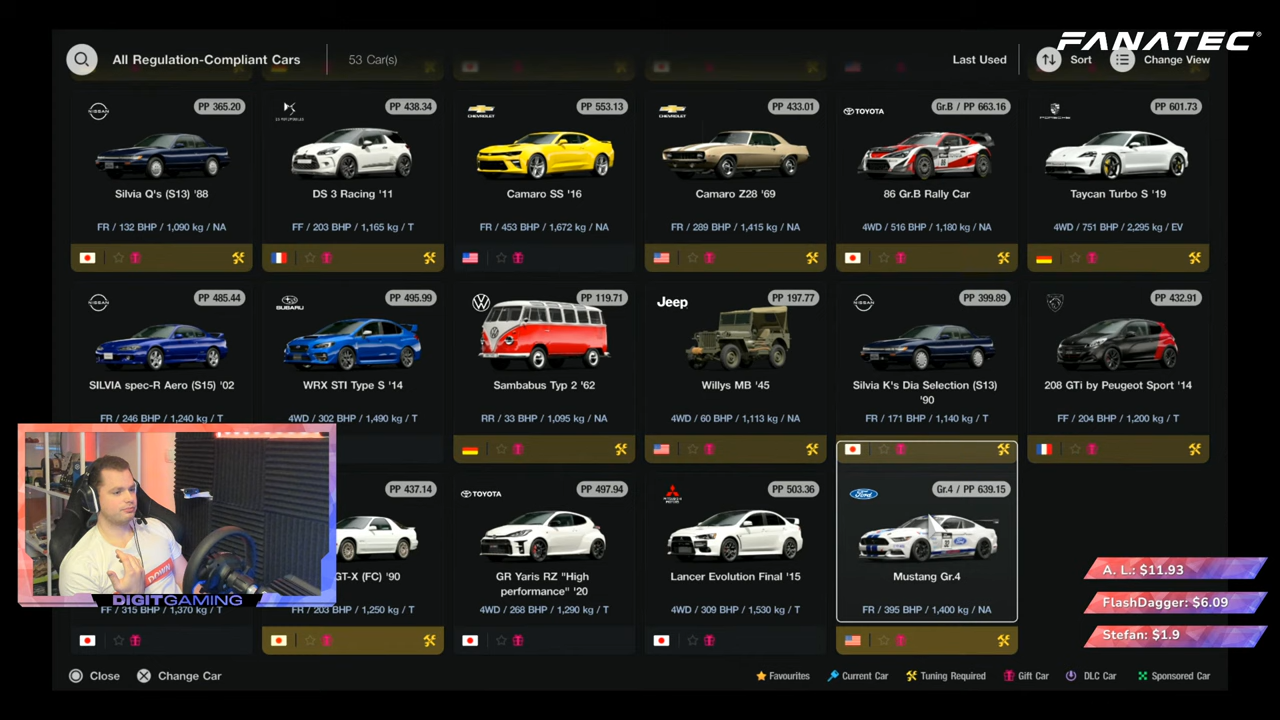 FANATEC
All Regulation-Compliant Cars 53 Car(s) Last Used Sort Change View
NISSAN PP 365.20
Silvia Q's (S13) '88
FR / 132 BHP / 1,090 kg / NA
PP 438.34
DS 3 Racing '11
FF / 203 BHP / 1,165 kg / T
CHEVROLET PP 553.13
Camaro SS '16
FR / 453 BHP / 1,672 kg / NA
CHEVROLET PP 433.01
Camaro Z28 '69
FR / 289 BHP / 1,415 kg / NA
TOYOTA Gr.B / PP 663.16
86 Gr.B Rally Car
4WD / 516 BHP / 1,180 kg / NA
PORSCHE PP 601.73
Taycan Turbo S '19
4WD / 751 BHP / 2,295 kg / EV
NISSAN PP 485.44
SILVIA spec-R Aero (S15) '02
FR / 246 BHP / 1,240 kg / T
SUBARU PP 495.99
WRX STI Type S '14
4WD / 302 BHP / 1,490 kg / T
PP 119.71
Sambabus Typ 2 '62
RR / 33 BHP / 1,095 kg / NA
Jeep PP 197.77
Willys MB '45
4WD / 60 BHP / 1,113 kg / NA
NISSAN PP 399.89
Silvia K's Dia Selection (S13)
'90
FR / 171 BHP / 1,140 kg / T
PP 432.91
208 GTi by Peugeot Sport '14
FF / 204 BHP / 1,200 kg / T
FF / 315 BHP / 1,370 kg / T
PP 437.14
GT-X (FC) '90
FR / 203 BHP / 1,250 kg / T
TOYOTA PP 497.94
GR Yaris RZ "High
performance" '20
4WD / 268 BHP / 1,290 kg / T
MITSUBISHI MOTORS PP 503.36
Lancer Evolution Final '15
4WD / 309 BHP / 1,530 kg / T
Ford Gr.4 / PP 639.15
Mustang Gr.4
FR / 395 BHP / 1,400 kg / NA
DOWN
DIGITGAMING
A. L.: $11.93
FlashDagger: $6.09
Stefan: $1.9
Close Change Car Favourites Current Car Tuning Required Gift Car DLC Car Sponsored Car